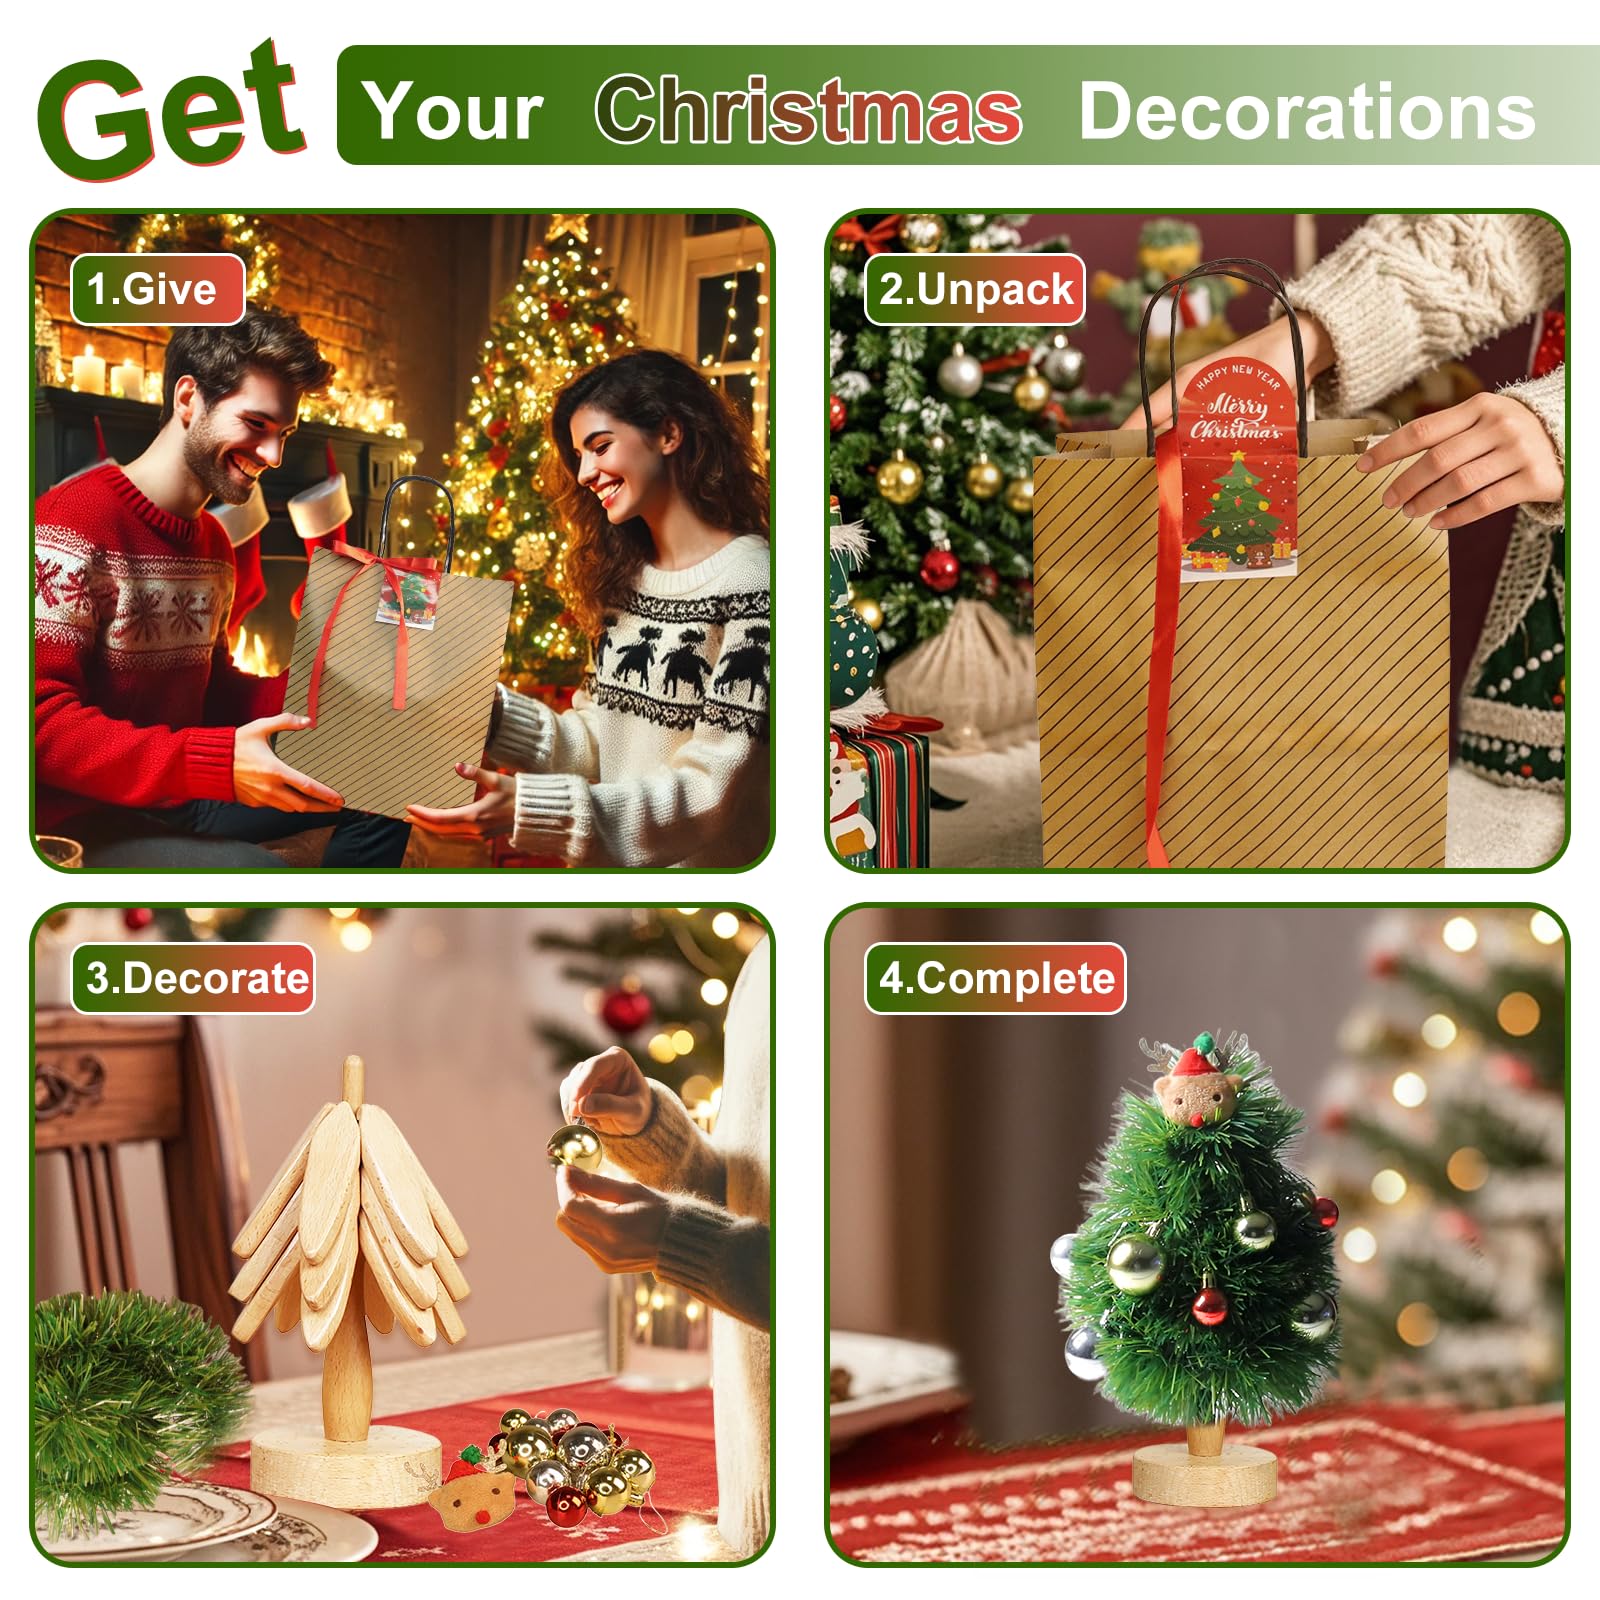 Get Your Christmas Decorations
1.Give
2.Unpack
HAPPY NEW YEAR
Merry
Christmas
3.Decorate
4.Complete